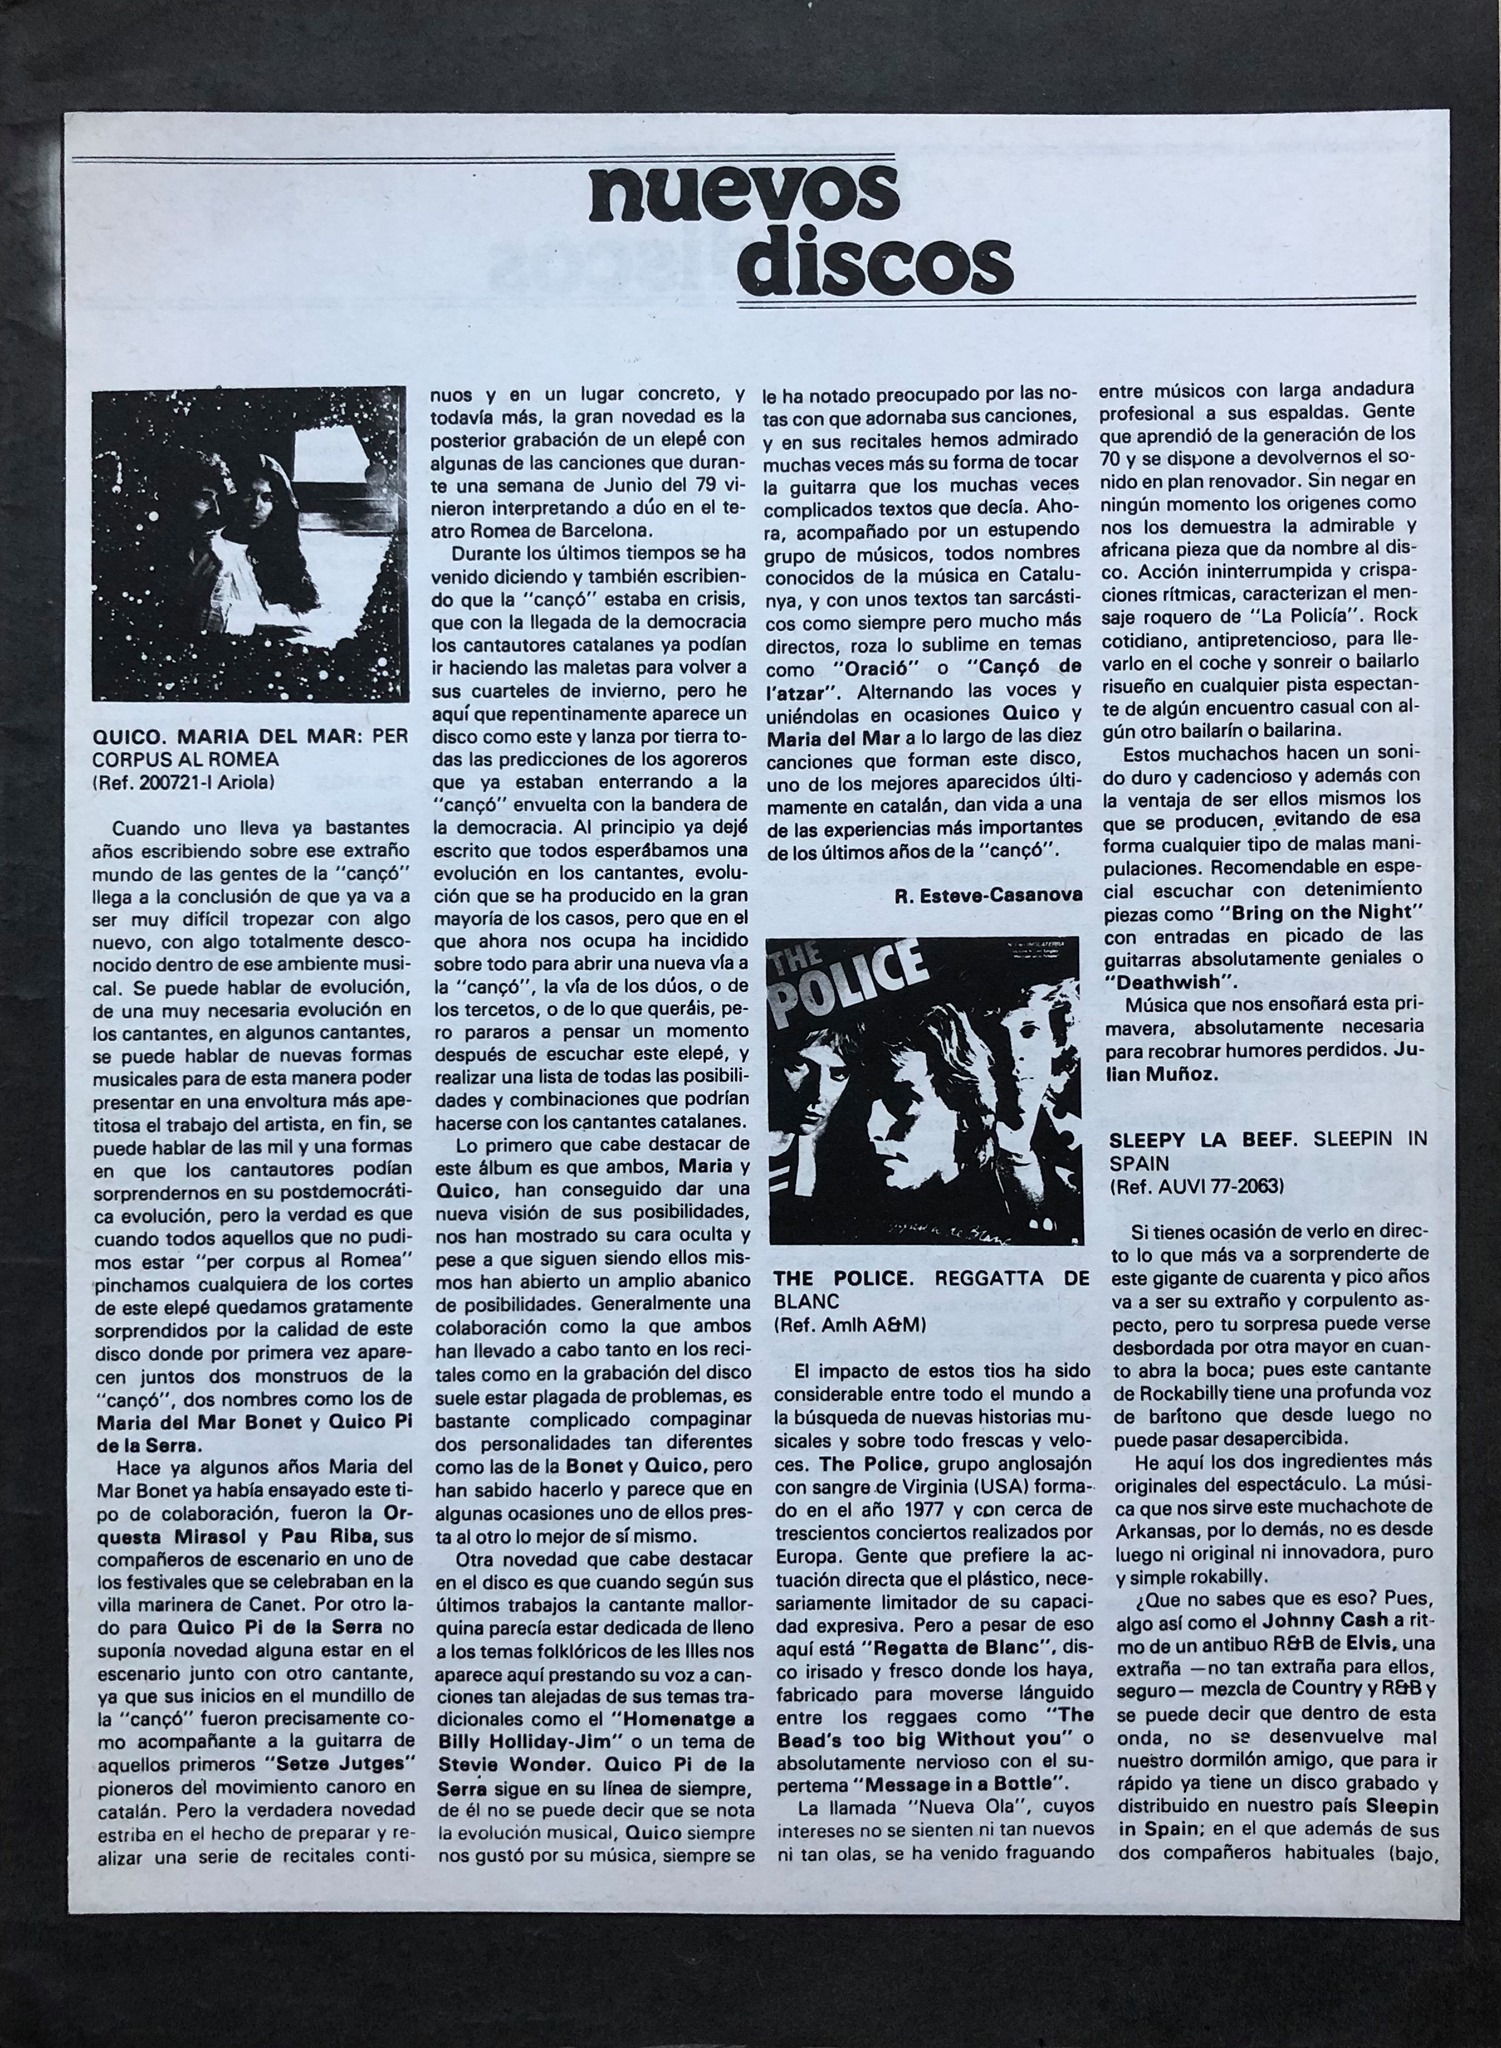 nuevos
discos
QUICO. MARIA DEL MAR: PER
CORPUS AL ROMEA
(Ref. 200721-I Ariola)
Cuando uno lleva ya bastantes
años escribiendo sobre ese extraño
mundo de las gentes de la "cançó"
llega a la conclusión de que ya va a
ser muy difícil tropezar con algo
nuevo, con algo totalmente desco-
nocido dentro de ese ambiente musi-
cal. Se puede hablar de evolución,
de una muy necesaria evolución en
los cantantes, en algunos cantantes,
se puede hablar de nuevas formas
musicales para de esta manera poder
presentar en una envoltura más ape-
titosa el trabajo del artista, en fin, se
puede hablar de las mil y una formas
en que los cantautores podían
sorprendernos en su postdemocráti-
ca evolución, pero la verdad es que
cuando todos aquellos que no pudi-
mos estar "per corpus al Romea"
pinchamos cualquiera de los cortes
de este elepé quedamos gratamente
sorprendidos por la calidad de este
disco donde por primera vez apare-
cen juntos dos monstruos de la
"cançó", dos nombres como los de
Maria del Mar Bonet y Quico Pi
de la Serra.
Hace ya algunos años Maria del
Mar Bonet ya había ensayado este ti-
po de colaboración, fueron la Or-
questa Mirasol y Pau Riba, sus
compañeros de escenario en uno de
los festivales que se celebraban en la
villa marinera de Canet. Por otro la-
do para Quico Pi de la Serra no
suponía novedad alguna estar en el
escenario junto con otro cantante,
ya que sus inicios en el mundillo de
la "cançó" fueron precisamente co-
mo acompañante a la guitarra de
aquellos primeros "Setze Jutges"
pioneros del movimiento canoro en
catalán. Pero la verdadera novedad
estriba en el hecho de preparar y re-
alizar una serie de recitales conti-
nuos y en un lugar concreto, y
todavía más, la gran novedad es la
posterior grabación de un elepé con
algunas de las canciones que duran-
te una semana de Junio del 79 vi-
nieron interpretando a dúo en el te-
atro Romea de Barcelona.
Durante los últimos tiempos se ha
venido diciendo y también escribien-
do que la "cançó" estaba en crisis,
que con la llegada de la democracia
los cantautores catalanes ya podían
ir haciendo las maletas para volver a
sus cuarteles de invierno, pero he
aquí que repentinamente aparece un
disco como este y lanza por tierra to-
das las predicciones de los agoreros
que ya estaban enterrando a la
"cançó" envuelta con la bandera de
la democracia. Al principio ya dejé
escrito que todos esperábamos una
evolución en los cantantes, evolu-
ción que se ha producido en la gran
mayoría de los casos, pero que en el
que ahora nos ocupa ha incidido
sobre todo para abrir una nueva vía a
la "cançó", la vía de los dúos, o de
los tercetos, o de lo que queráis, pe-
ro pararos a pensar un momento
después de escuchar este elepé, y
realizar una lista de todas las posibili-
dades y combinaciones que podrían
hacerse con los cantantes catalanes.
Lo primero que cabe destacar de
este álbum es que ambos, Maria y
Quico, han conseguido dar una
nueva visión de sus posibilidades,
nos han mostrado su cara oculta y
pese a que siguen siendo ellos mis-
mos han abierto un amplio abanico
de posibilidades. Generalmente una
colaboración como la que ambos
han llevado a cabo tanto en los reci-
tales como en la grabación del disco
suele estar plagada de problemas, es
bastante complicado compaginar
dos personalidades tan diferentes
como las de la Bonet y Quico, pero
han sabido hacerlo y parece que en
algunas ocasiones uno de ellos pres-
ta al otro lo mejor de sí mismo.
Otra novedad que cabe destacar
en el disco es que cuando según sus
últimos trabajos la cantante mallor-
quina parecía estar dedicada de lleno
a los temas folklóricos de les Illes nos
aparece aquí prestando su voz a can-
ciones tan alejadas de sus temas tra-
dicionales como el "Homenatge a
Billy Holliday-Jim" o un tema de
Stevie Wonder. Quico Pi de la
Serra sigue en su línea de siempre,
de él no se puede decir que se nota
la evolución musical, Quico siempre
nos gustó por su música, siempre se
le ha notado preocupado por las no-
tas con que adornaba sus canciones,
y en sus recitales hemos admirado
muchas veces más su forma de tocar
la guitarra que los muchas veces
complicados textos que decía. Aho-
ra, acompañado por un estupendo
grupo de músicos, todos nombres
conocidos de la música en Catalu-
nya, y con unos textos tan sarcásti-
cos como siempre pero mucho más
directos, roza lo sublime en temas
como "Oració" o "Cançó de
l'atzar". Alternando las voces y
uniéndolas en ocasiones Quico y
Maria del Mar a lo largo de las diez
canciones que forman este disco,
uno de los mejores aparecidos últi-
mamente en catalán, dan vida a una
de las experiencias más importantes
de los últimos años de la "cançó".
R. Esteve-Casanova
THE
POLICE
THE POLICE. REGGATTA DE
BLANC
(Ref. Amlh A&M)
El impacto de estos tios ha sido
considerable entre todo el mundo a
la búsqueda de nuevas historias mu-
sicales y sobre todo frescas y velo-
ces. The Police, grupo anglosajón
con sangre de Virginia (USA) forma-
do en el año 1977 y con cerca de
trescientos conciertos realizados por
Europa. Gente que prefiere la ac-
tuación directa que el plástico, nece-
sariamente limitador de su capaci-
dad expresiva. Pero a pesar de eso
aquí está "Regatta de Blanc", dis-
co irisado y fresco donde los haya,
fabricado para moverse lánguido
entre los reggaes como "The
Bead's too big Without you" o
absolutamente nervioso con el su-
pertema "Message in a Bottle".
La llamada "Nueva Ola", cuyos
intereses no se sienten ni tan nuevos
ni tan olas, se ha venido fraguando
entre músicos con larga andadura
profesional a sus espaldas. Gente
que aprendió de la generación de los
70 y se dispone a devolvernos el so-
nido en plan renovador. Sin negar en
ningún momento los origenes como
nos los demuestra la admirable y
africana pieza que da nombre al dis-
co. Acción ininterrumpida y crispa-
ciones rítmicas, caracterizan el men-
saje roquero de "La Policía". Rock
cotidiano, antipretencioso, para lle-
varlo en el coche y sonreir o bailarlo
risueño en cualquier pista espectan-
te de algún encuentro casual con al-
gún otro bailarín o bailarina.
Estos muchachos hacen un soni-
do duro y cadencioso y además con
la ventaja de ser ellos mismos los
que se producen, evitando de esa
forma cualquier tipo de malas mani-
pulaciones. Recomendable en espe-
cial escuchar con detenimiento
piezas como "Bring on the Night"
con entradas en picado de las
guitarras absolutamente geniales o
"Deathwish".
Música que nos ensoñará esta pri-
mavera, absolutamente necesaria
para recobrar humores perdidos. Ju-
lian Muñoz.
SLEEPY LA BEEF. SLEEPIN IN
SPAIN
(Ref. AUVI 77-2063)
Si tienes ocasión de verlo en direc-
to lo que más va a sorprenderte de
este gigante de cuarenta y pico años
va a ser su extraño y corpulento as-
pecto, pero tu sorpresa puede verse
desbordada por otra mayor en cuan-
to abra la boca; pues este cantante
de Rockabilly tiene una profunda voz
de barítono que desde luego no
puede pasar desapercibida.
He aquí los dos ingredientes más
originales del espectáculo. La músi-
ca que nos sirve este muchachote de
Arkansas, por lo demás, no es desde
luego ni original ni innovadora, puro
y simple rokabilly.
¿Que no sabes que es eso? Pues,
algo así como el Johnny Cash a rit-
mo de un antibuo R&B de Elvis, una
extraña —no tan extraña para ellos,
seguro— mezcla de Country y R&B y
se puede decir que dentro de esta
onda, no se desenvuelve mal
nuestro dormilón amigo, que para ir
rápido ya tiene un disco grabado y
distribuido en nuestro país Sleepin
in Spain; en el que además de sus
dos compañeros habituales (bajo,